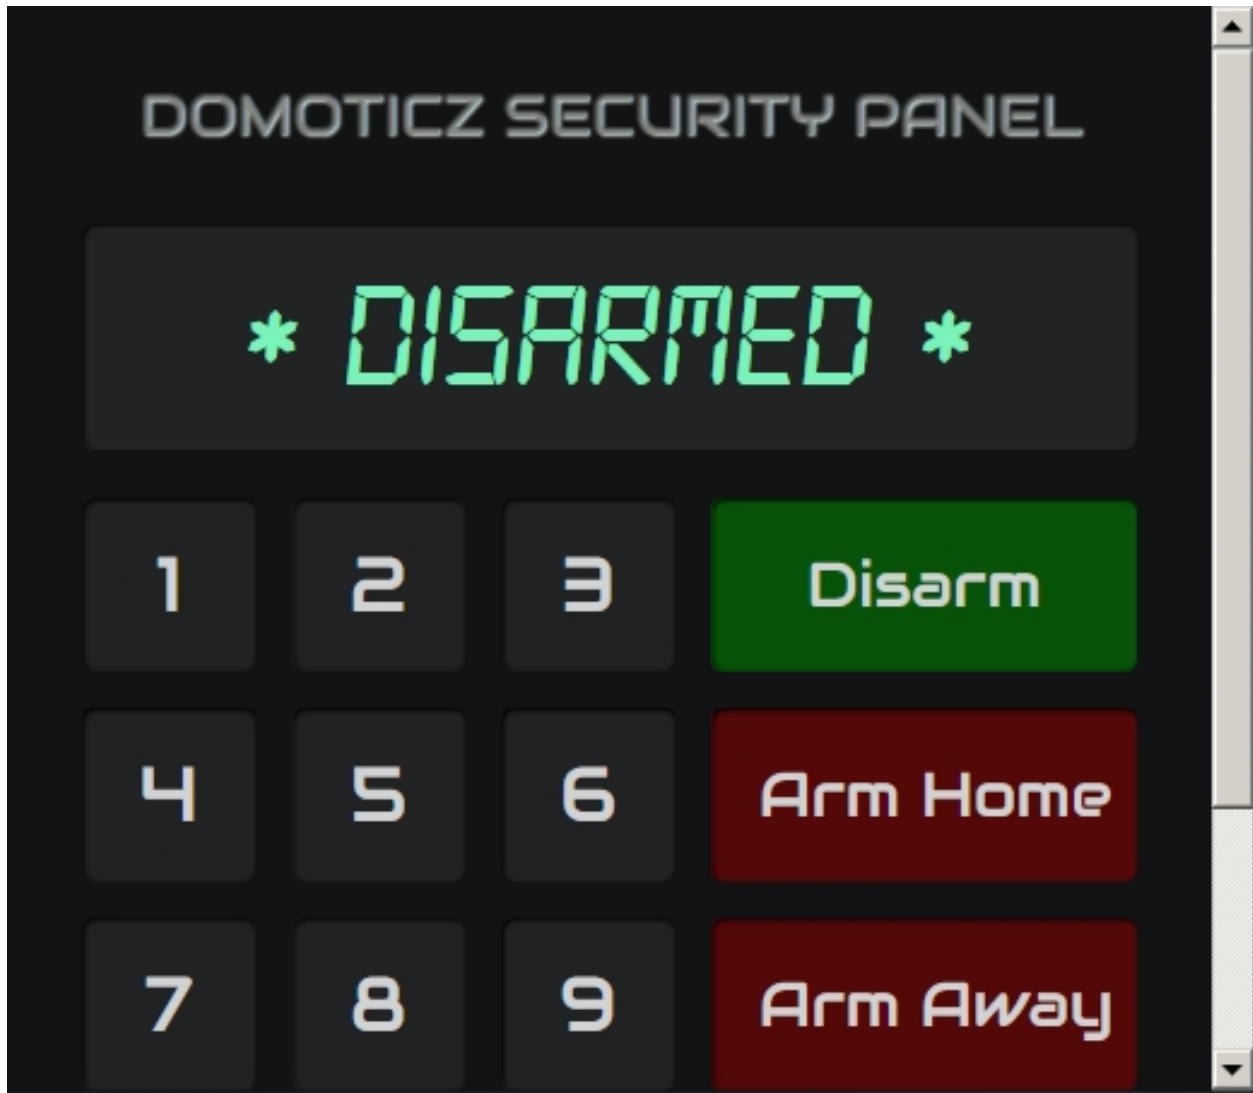 DOMOTICZ SECURITY PANEL
* DISARMED *
1 2 3 Disarm
4 5 6 Arm Home
7 8 9 Arm Away